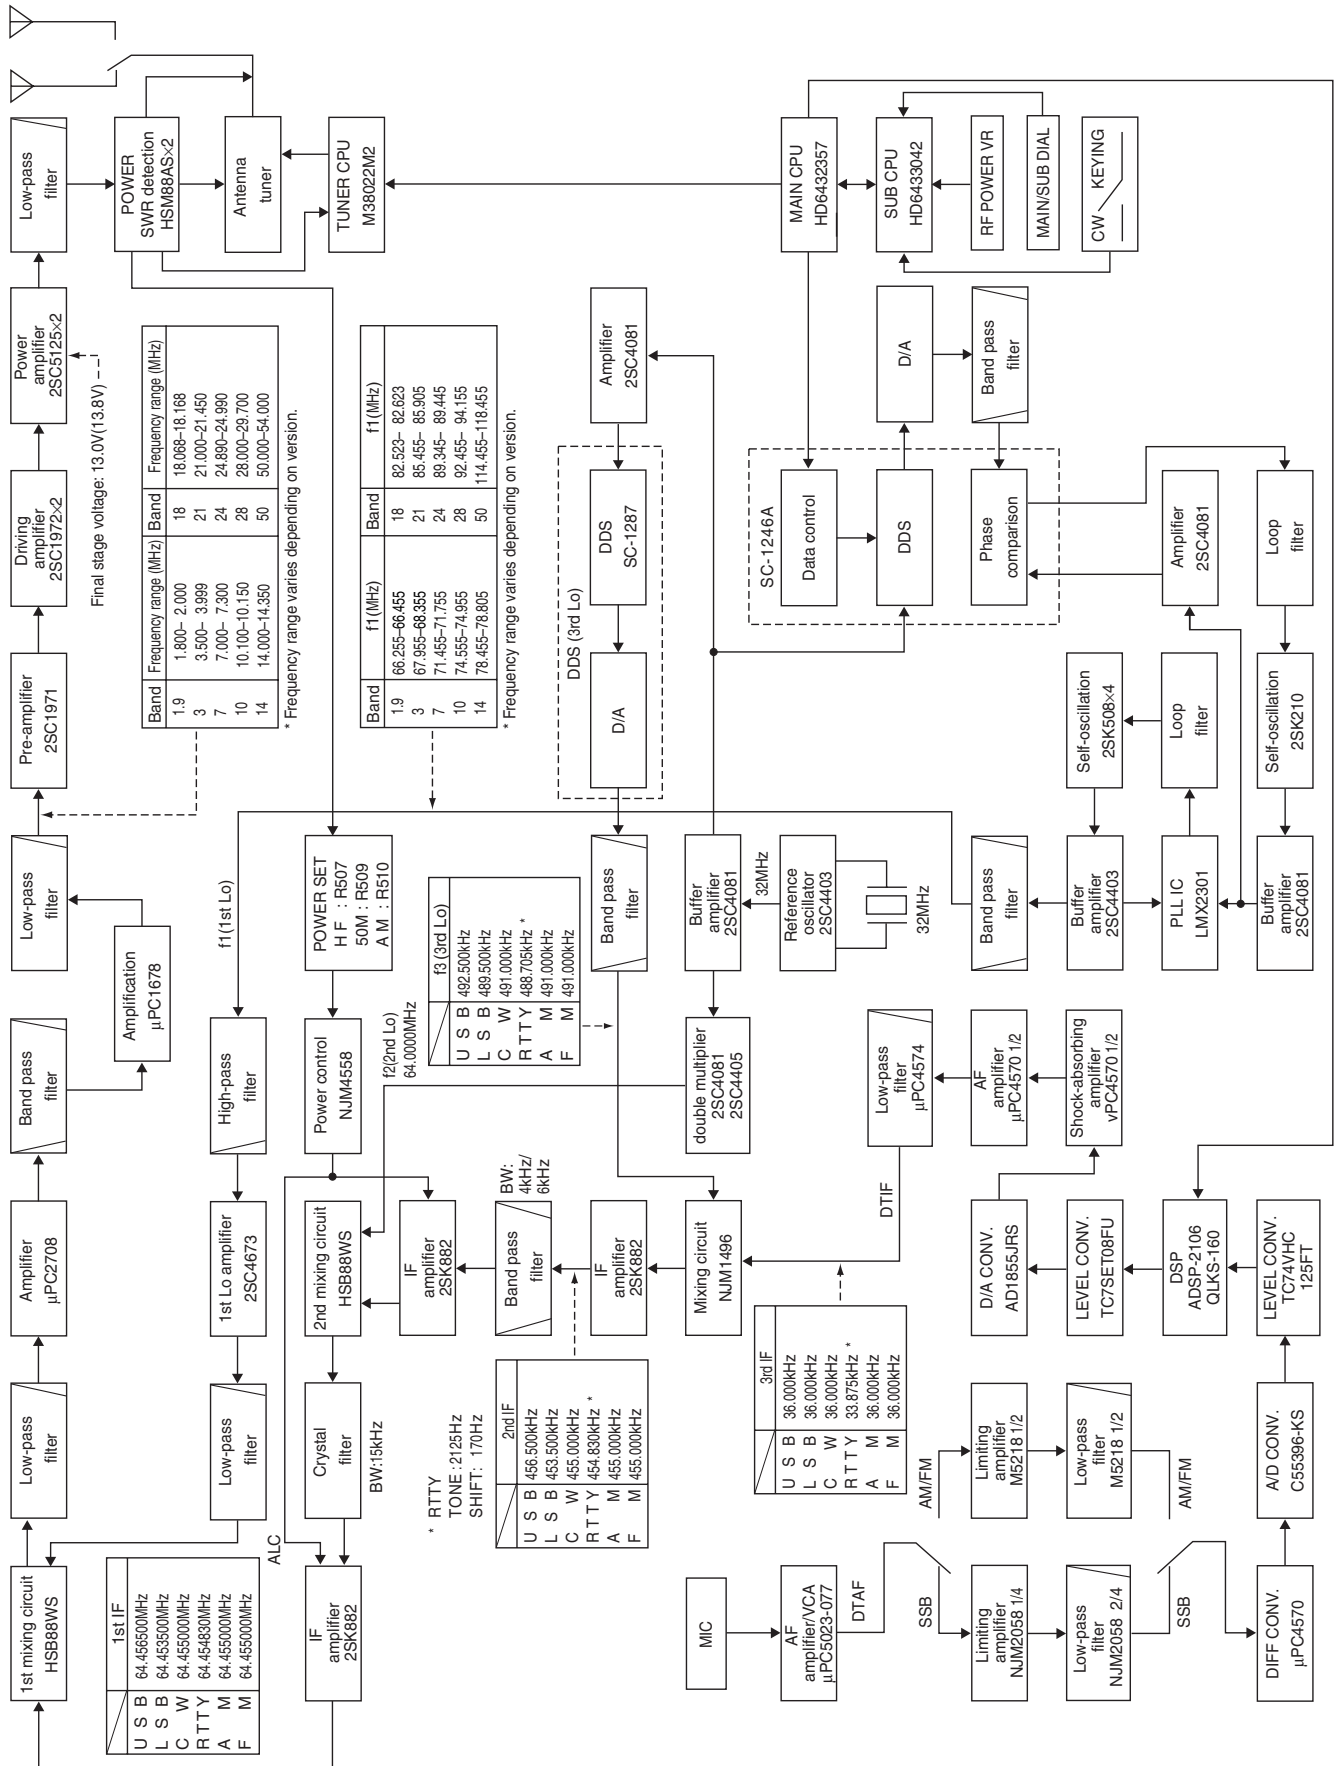 1st mixing circuit
HSB88WS
Low-pass
filter
Amplifier
µPC2708
Band pass
filter
Amplification
µPC1678
Low-pass
filter
Pre-amplifier
2SC1971
Driving
amplifier
2SC1972×2
Power
amplifier
2SC5125×2
Final stage voltage: 13.0V(13.8V)
Low-pass
filter
POWER
SWR detection
HSM88AS×2
Antenna
tuner
TUNER CPU
M38022M2
Band Frequency range (MHz) Band Frequency range (MHz)
1.9 1.800– 2.000 18 18.068–18.168
3 3.500– 3.999 21 21.000–21.450
7 7.000– 7.300 24 24.890–24.990
10 10.100–10.150 28 28.000–29.700
14 14.000–14.350 50 50.000–54.000
* Frequency range varies depending on version.
1st IF
U S B 64.456500MHz
L S B 64.453500MHz
C W 64.455000MHz
R T T Y 64.454830MHz
A M 64.455000MHz
F M 64.455000MHz
Low-pass
filter
1st Lo amplifier
2SC4673
High-pass
filter
f1(1st Lo)
Band f1(MHz) Band f1(MHz)
1.9 66.255–66.455 18 82.523– 82.623
3 67.955–68.355 21 85.455– 85.905
7 71.455–71.755 24 89.345– 89.445
10 74.555–74.955 28 92.455– 94.155
14 78.455–78.805 50 114.455–118.455
* Frequency range varies depending on version.
ALC
IF
amplifier
2SK882
Crystal
filter
BW:15kHz
2nd mixing circuit
HSB88WS
Power control
NJM4558
POWER SET
H F : R507
50M : R509
A M : R510
f2(2nd Lo)
64.0000MHz
IF
amplifier
2SK882
* RTTY
TONE :2125Hz
SHIFT: 170Hz
2nd IF
U S B 456.500kHz
L S B 453.500kHz
C W 455.000kHz
R T T Y 454.830kHz *
A M 455.000kHz
F M 455.000kHz
Band pass
filter
BW:
4kHz/
6kHz
f3 (3rd Lo)
U S B 492.500kHz
L S B 489.500kHz
C W 491.000kHz
R T T Y 488.705kHz *
A M 491.000kHz
F M 491.000kHz
IF
amplifier
2SK882
Band pass
filter
DDS (3rd Lo)
D/A
DDS
SC-1287
Amplifier
2SC4081
Mixing circuit
NJM1496
double multiplier
2SC4081
2SC4405
Buffer
amplifier
2SC4081
32MHz
Reference
oscillator
2SC4403
32MHz
MIC
AF
amplifier/VCA
µPC5023-077
DTAF
3rd IF
U S B 36.000kHz
L S B 36.000kHz
C W 36.000kHz
R T T Y 33.875kHz *
A M 36.000kHz
F M 36.000kHz
DTIF
Low-pass
filter
µPC4574
SC-1246A
Data control
DDS
Phase
comparison
MAIN CPU
HD6432357
SUB CPU
HD6433042
RF POWER VR
MAIN/SUB DIAL
CW KEYING
D/A
Band pass
filter
SSB
AM/FM
Limiting
amplifier
NJM2058 1/4
Limiting
amplifier
M5218 1/2
D/A CONV.
AD1855JRS
AF
amplifier
µPC4570 1/2
Band pass
filter
Low-pass
filter
NJM2058 2/4
Low-pass
filter
M5218 1/2
LEVEL CONV.
TC7SET08FU
Shock-absorbing
amplifier
vPC4570 1/2
Buffer
amplifier
2SC4403
Self-oscillation
2SK508×4
SSB
AM/FM
DSP
ADSP-2106
QLKS-160
PLL IC
LMX2301
Loop
filter
Amplifier
2SC4081
DIFF CONV.
µPC4570
A/D CONV.
C55396-KS
LEVEL CONV.
TC74VHC
125FT
Buffer
amplifier
2SC4081
Self-oscillation
2SK210
Loop
filter